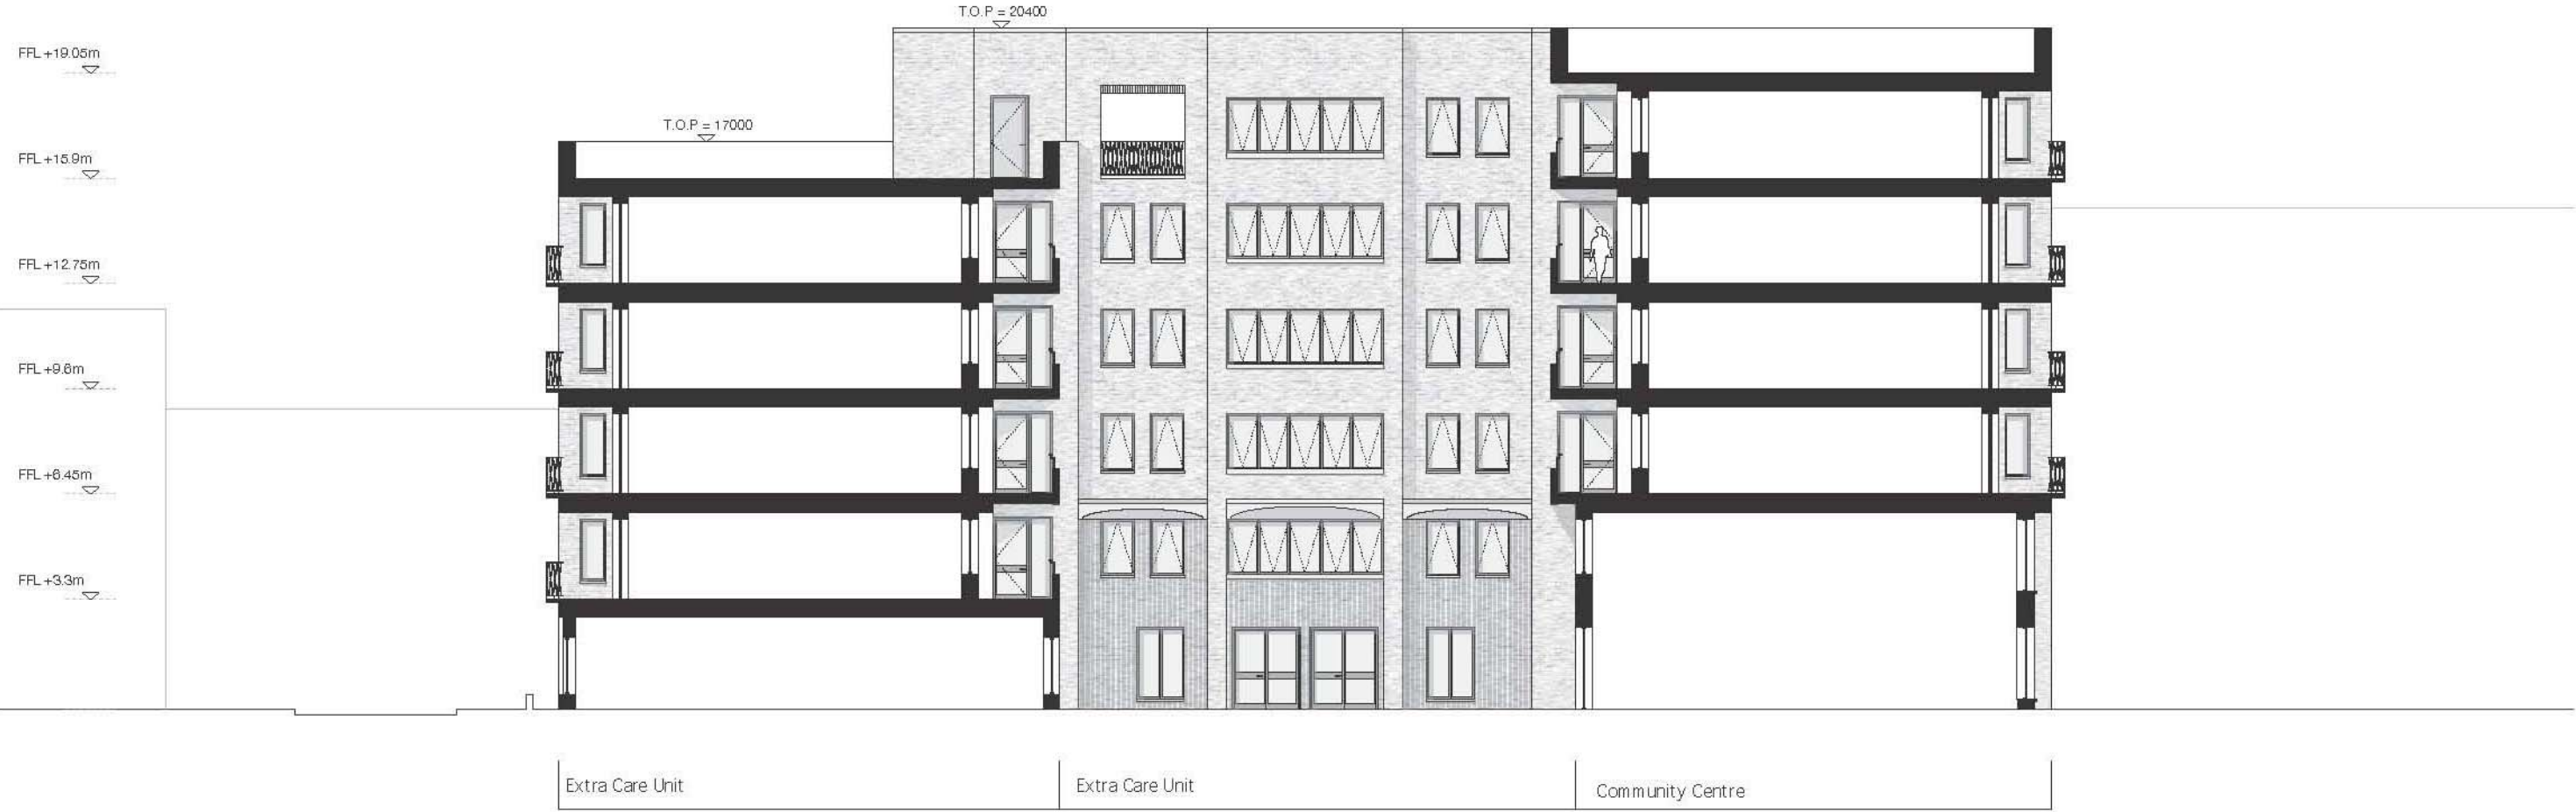 T.O.P = 20400
FFL +19.05m
T.O.P = 17000
FFL +15.9m
FFL +12.75m
FFL +9.6m
FFL +6.45m
FFL +3.3m
Extra Care Unit
Extra Care Unit
Community Centre